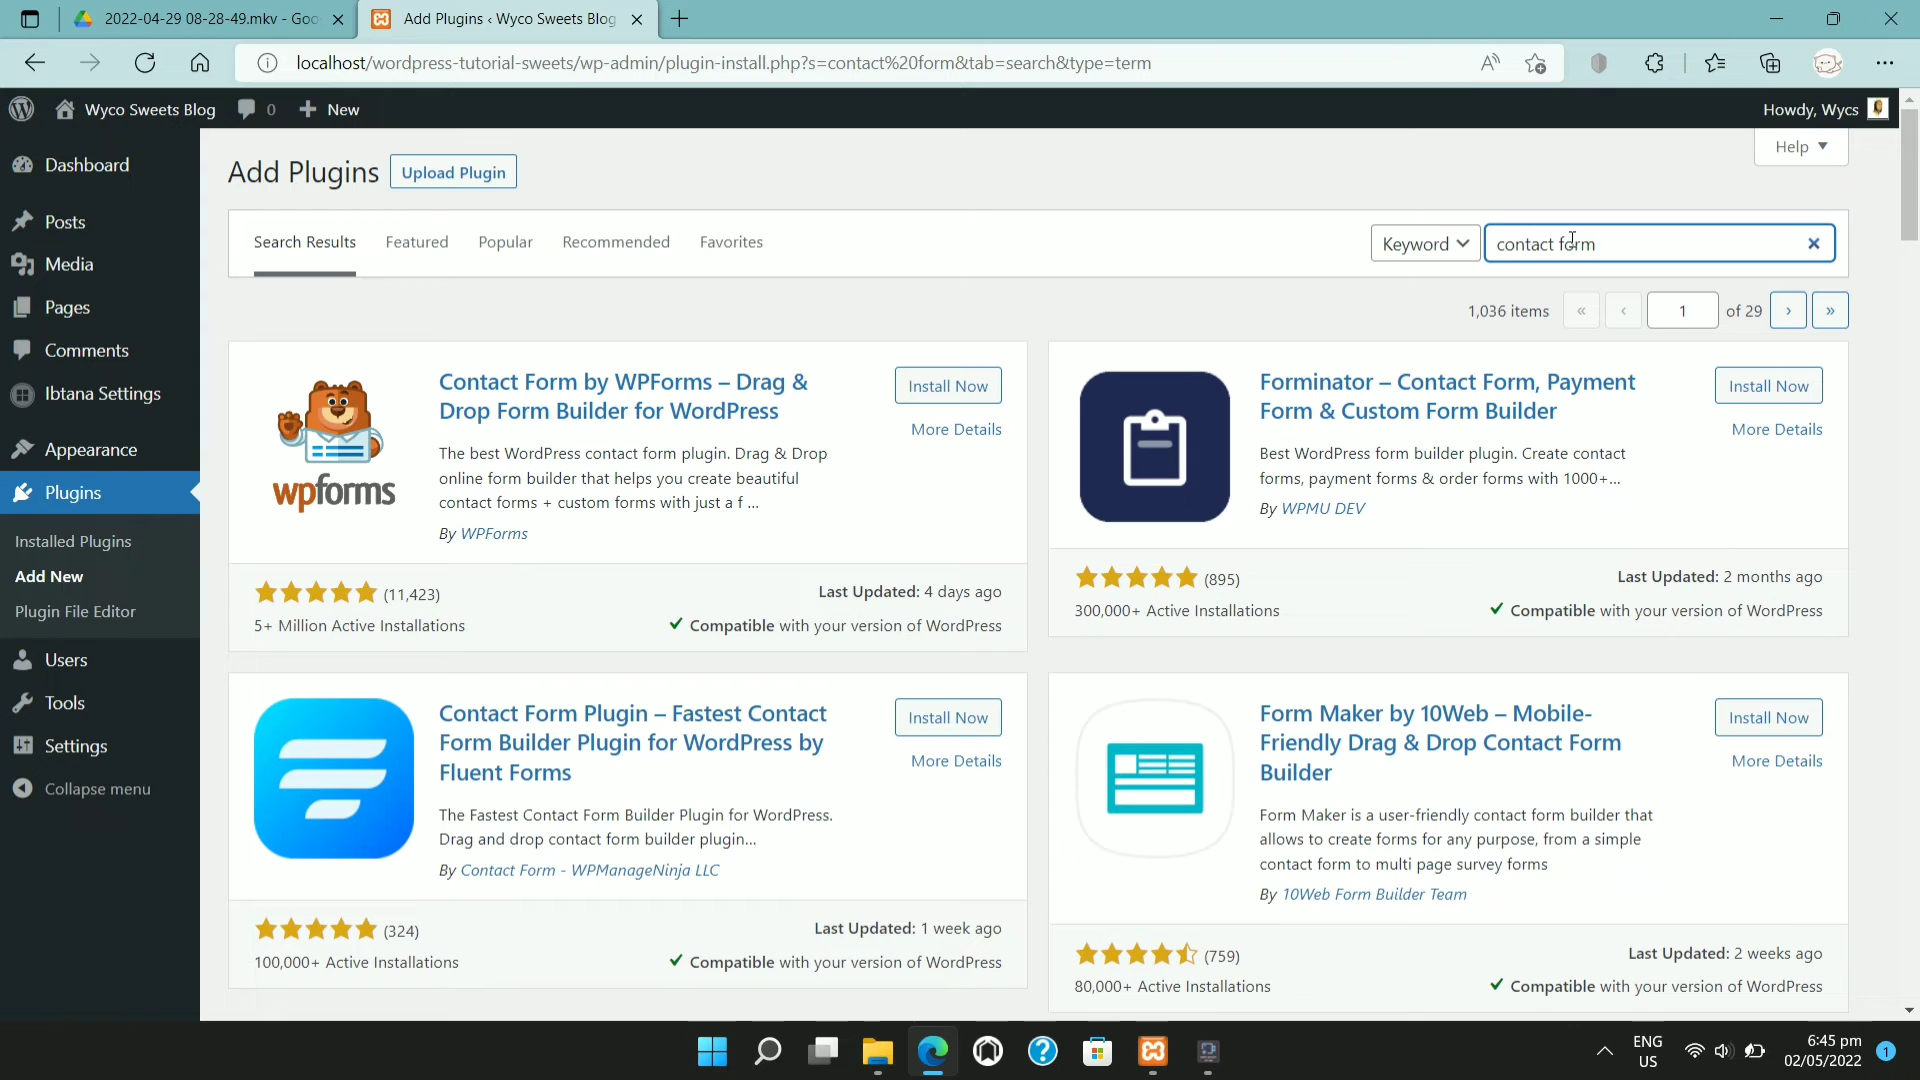 2022-04-29 08-28-49.mkv - Goo
Add Plugins ‹ Wyco Sweets Blog
localhost/wordpress-tutorial-sweets/wp-admin/plugin-install.php?s=contact%20form&tab=search&type=term
Wyco Sweets Blog 0 New
Howdy, Wycs
Dashboard
Posts
Media
Pages
Comments
Ibtana Settings
Appearance
Plugins
Installed Plugins
Add New
Plugin File Editor
Users
Tools
Settings
Collapse menu
Help
Add Plugins Upload Plugin
Search Results Featured Popular Recommended Favorites
Keyword contact form
1,036 items « ‹ 1 of 29 › »
wpforms
Contact Form by WPForms – Drag &
Drop Form Builder for WordPress
Install Now
More Details
The best WordPress contact form plugin. Drag & Drop
online form builder that helps you create beautiful
contact forms + custom forms with just a f ...
By WPForms
(11,423)
Last Updated: 4 days ago
5+ Million Active Installations
Compatible with your version of WordPress
Forminator – Contact Form, Payment
Form & Custom Form Builder
Install Now
More Details
Best WordPress form builder plugin. Create contact
forms, payment forms & order forms with 1000+...
By WPMU DEV
(895)
Last Updated: 2 months ago
300,000+ Active Installations
Compatible with your version of WordPress
Contact Form Plugin – Fastest Contact
Form Builder Plugin for WordPress by
Fluent Forms
Install Now
More Details
The Fastest Contact Form Builder Plugin for WordPress.
Drag and drop contact form builder plugin...
By Contact Form - WPManageNinja LLC
(324)
Last Updated: 1 week ago
100,000+ Active Installations
Compatible with your version of WordPress
Form Maker by 10Web – Mobile-
Friendly Drag & Drop Contact Form
Builder
Install Now
More Details
Form Maker is a user-friendly contact form builder that
allows to create forms for any purpose, from a simple
contact form to multi page survey forms
By 10Web Form Builder Team
(759)
Last Updated: 2 weeks ago
80,000+ Active Installations
Compatible with your version of WordPress
ENG
US
6:45 pm
02/05/2022
1